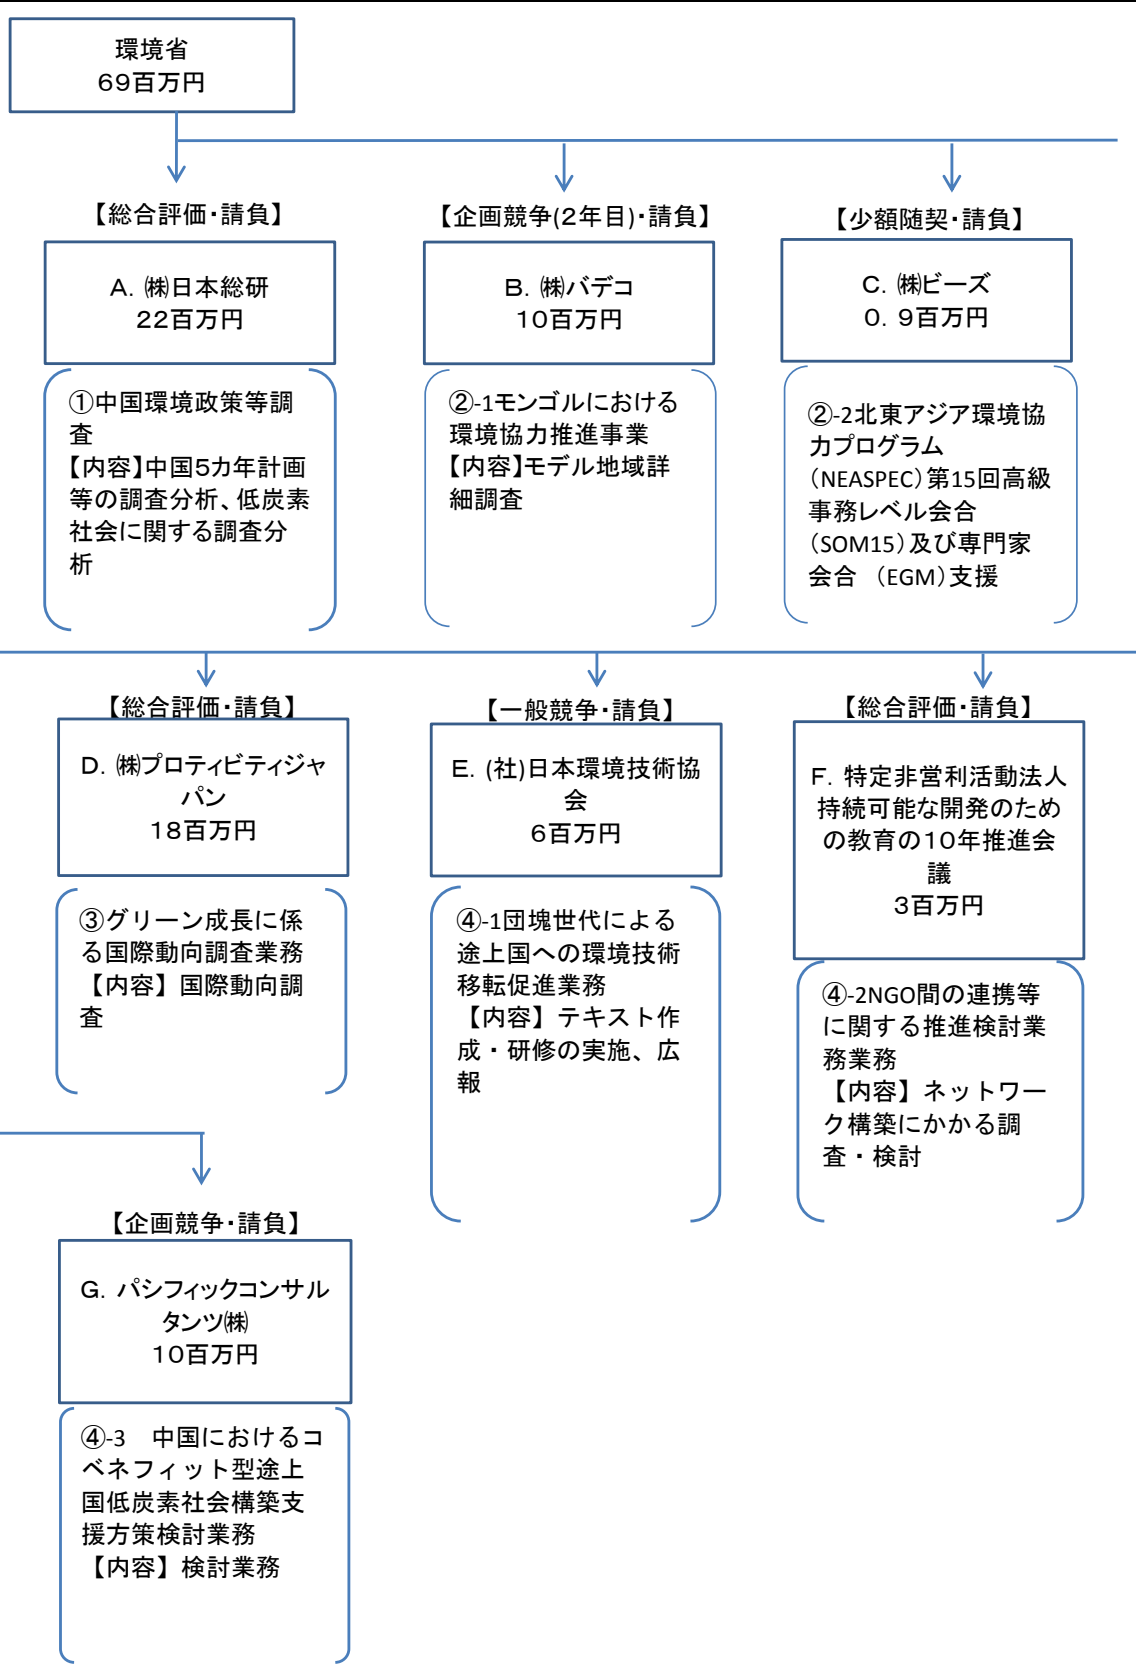 環境省
69百万円
【総合評価・請負】
A. ㈱日本総研
22百万円
①中国環境政策等調
査
【内容】中国5カ年計画
等の調査分析、低炭素
社会に関する調査分
析
【企画競争(2年目)・請負】
B. ㈱バデコ
10百万円
②-1モンゴルにおける
環境協力推進事業
【内容】モデル地域詳
細調査
【少額随契・請負】
C. ㈱ビーズ
0. 9百万円
②-2北東アジア環境協
力プログラム
（NEASPEC）第15回高級
事務レベル会合
（SOM15）及び専門家
会合　（EGM）支援
【総合評価・請負】
D. ㈱プロティビティジャ
パン
18百万円
③グリーン成長に係
る国際動向調査業務
【内容】国際動向調
査
【一般競争・請負】
E. (社)日本環境技術協
会
6百万円
④-1団塊世代による
途上国への環境技術
移転促進業務
【内容】テキスト作
成・研修の実施、広
報
【総合評価・請負】
F. 特定非営利活動法人
持続可能な開発のため
の教育の10年推進会
議
3百万円
④-2NGO間の連携等
に関する推進検討業
務業務
【内容】ネットワー
ク構築にかかる調
査・検討
【企画競争・請負】
G. パシフィックコンサル
タンツ㈱
10百万円
④-3　中国におけるコ
ベネフィット型途上
国低炭素社会構築支
援方策検討業務
【内容】検討業務